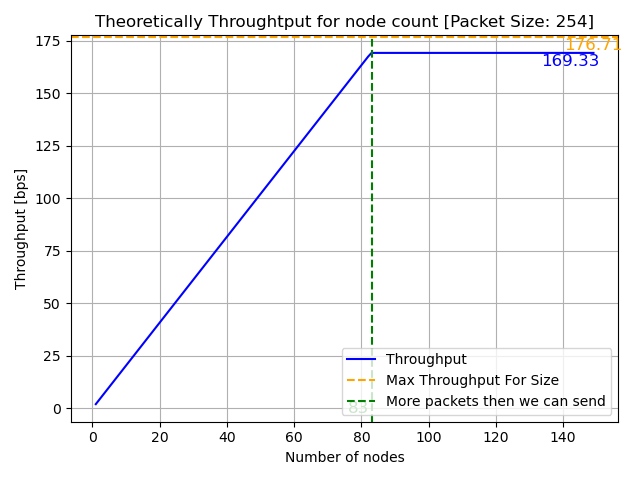 Theoretically Throughtput for node count [Packet Size: 254]
176.71
169.33
175
150
125
100
75
50
25
0
Throughput [bps]
Throughput
Max Throughput For Size
More packets then we can send
83
0 20 40 60 80 100 120 140
Number of nodes